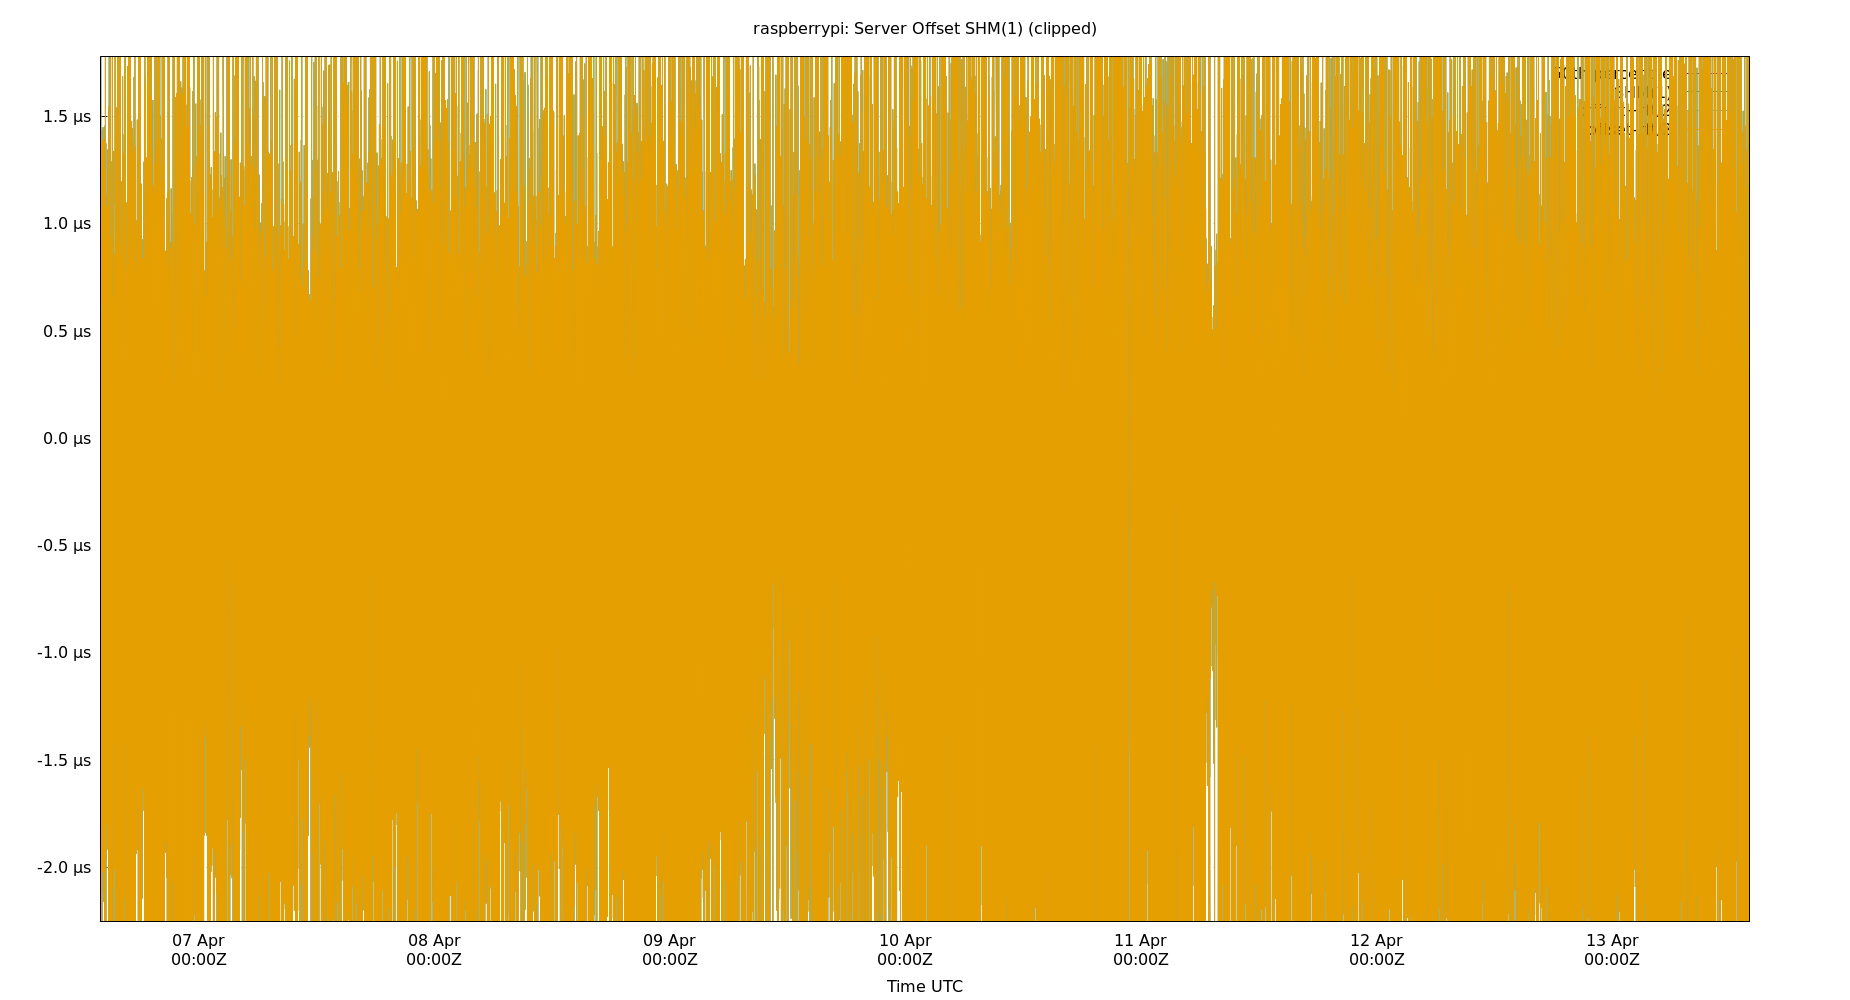 raspberrypi: Server Offset SHM(1) (clipped)
1.5 µs
1.0 µs
0.5 µs
0.0 µs
-0.5 µs
-1.0 µs
-1.5 µs
-2.0 µs
07 Apr 08 Apr 09 Apr 10 Apr 11 Apr 12 Apr 13 Apr
00:00Z 00:00Z 00:00Z 00:00Z 00:00Z 00:00Z 00:00Z
Time UTC